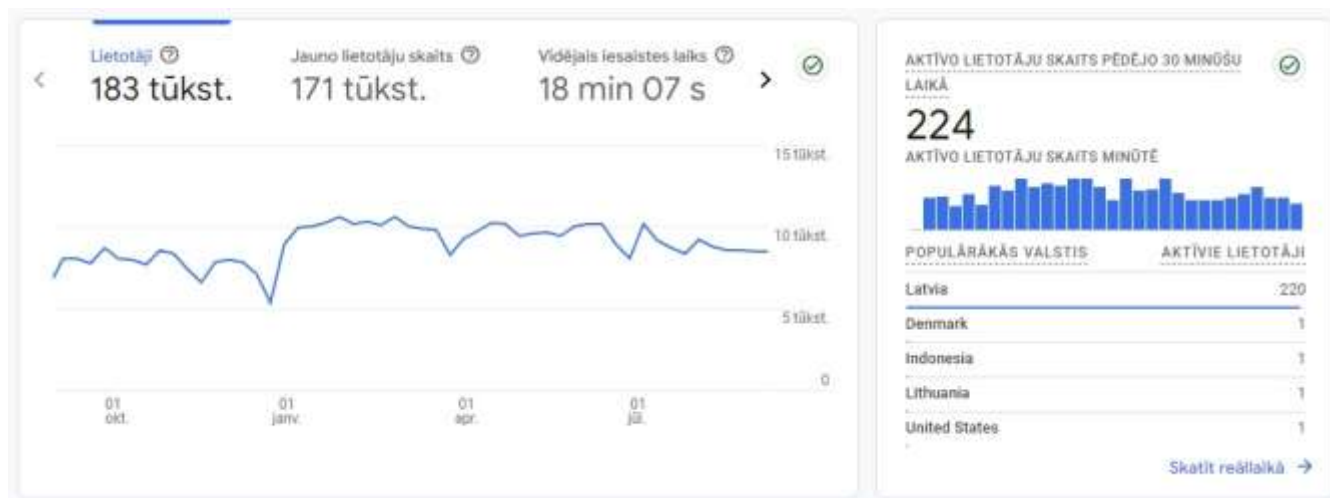 Lietotāji
183 tūkst.
Jauno lietotāju skaits
171 tūkst.
Vidējais iesaistes laiks
18 min 07 s
15 tūkst.
10 tūkst.
5 tūkst.
0
01
okt.
01
janv.
01
apr.
01
jūl.
AKTĪVO LIETOTĀJU SKAITS PĒDĒJO 30 MINŪŠU
LAIKĀ
224
AKTĪVO LIETOTĀJU SKAITS MINŪTĒ
POPULĀRĀKĀS VALSTIS AKTĪVIE LIETOTĀJI
Latvia 220
Denmark 1
Indonesia 1
Lithuania 1
United States 1
Skatīt reāllaikā